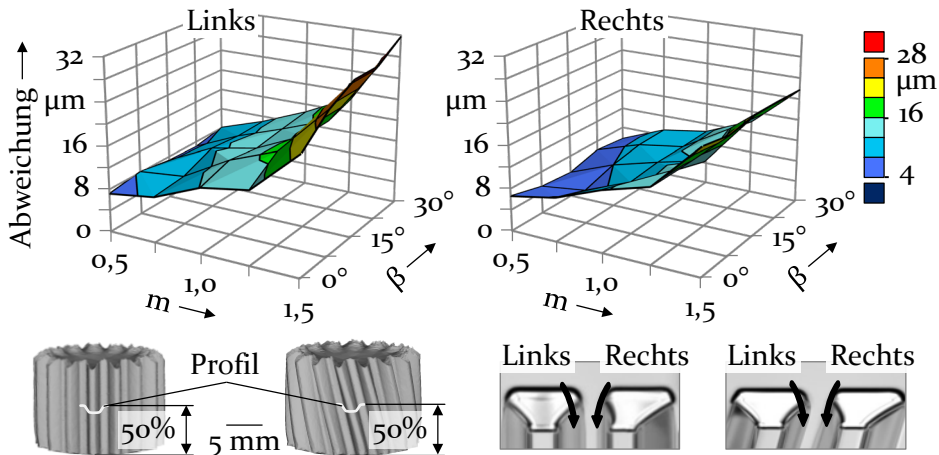 Links
Rechts
Abweichung
32
μm
16
8
0
0,5
1,0
1,5
m
0°
15°
30°
β
32
μm
16
8
0
0,5
1,0
1,5
m
0°
15°
30°
β
28
μm
16
4
Profil
50%
5 mm
50%
Links Rechts
Links Rechts